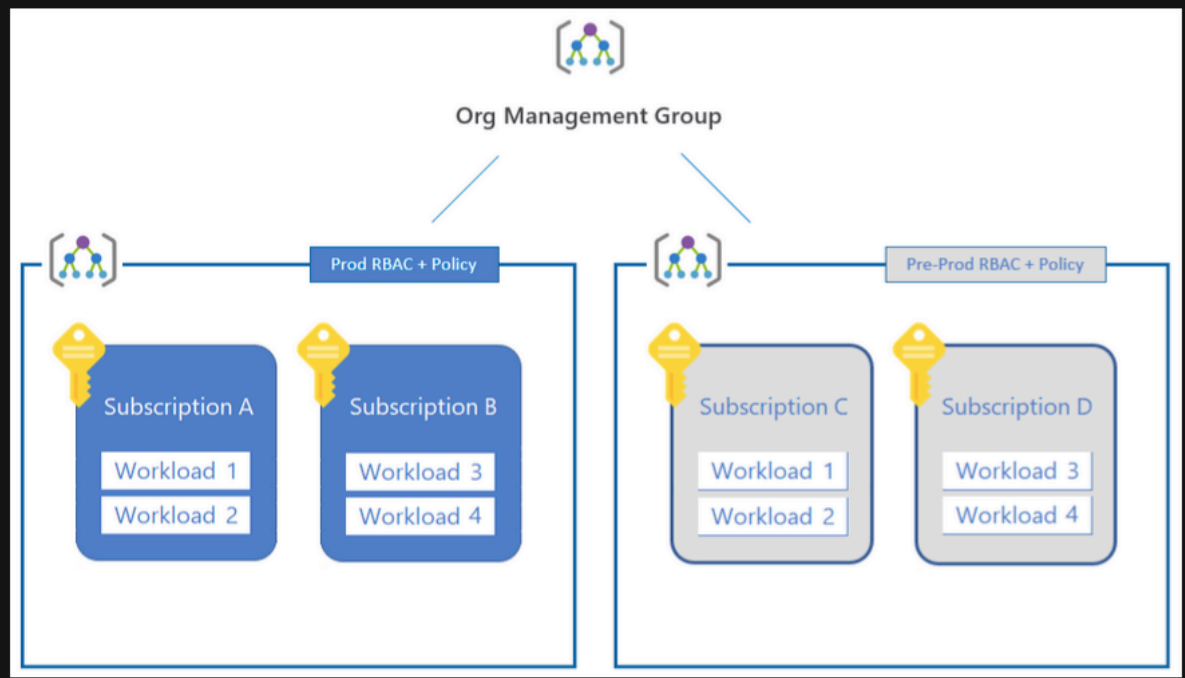 Org Management Group
Prod RBAC + Policy
Pre-Prod RBAC + Policy
Subscription A
Workload 1
Workload 2
Subscription B
Workload 3
Workload 4
Subscription C
Workload 1
Workload 2
Subscription D
Workload 3
Workload 4